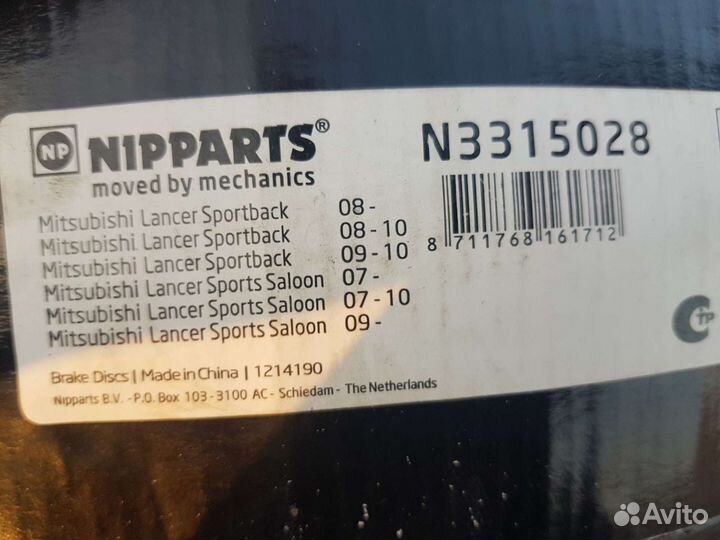 NP NIPPARTS® N3315028
moved by mechanics
Mitsubishi Lancer Sportback 08 -
Mitsubishi Lancer Sportback 08 - 10
Mitsubishi Lancer Sportback 09 - 10
Mitsubishi Lancer Sports Saloon 07 -
Mitsubishi Lancer Sports Saloon 07 - 10
Mitsubishi Lancer Sports Saloon 09 -
8 711768 161712
TP
Brake Discs | Made in China | 1214190
Nipparts B.V. - P.O. Box 103 - 3100 AC - Schiedam - The Netherlands
Avito